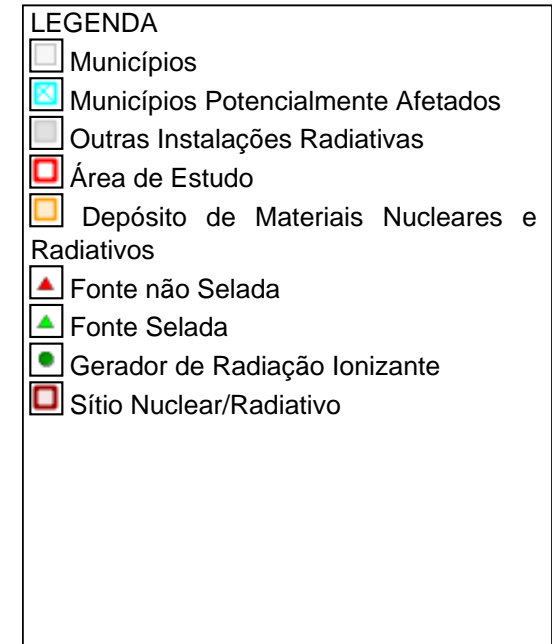 LEGENDA
Municípios
Municípios Potencialmente Afetados
Outras Instalações Radiativas
Área de Estudo
Depósito de Materiais Nucleares e
Radiativos
Fonte não Selada
Fonte Selada
Gerador de Radiação Ionizante
Sítio Nuclear/Radiativo